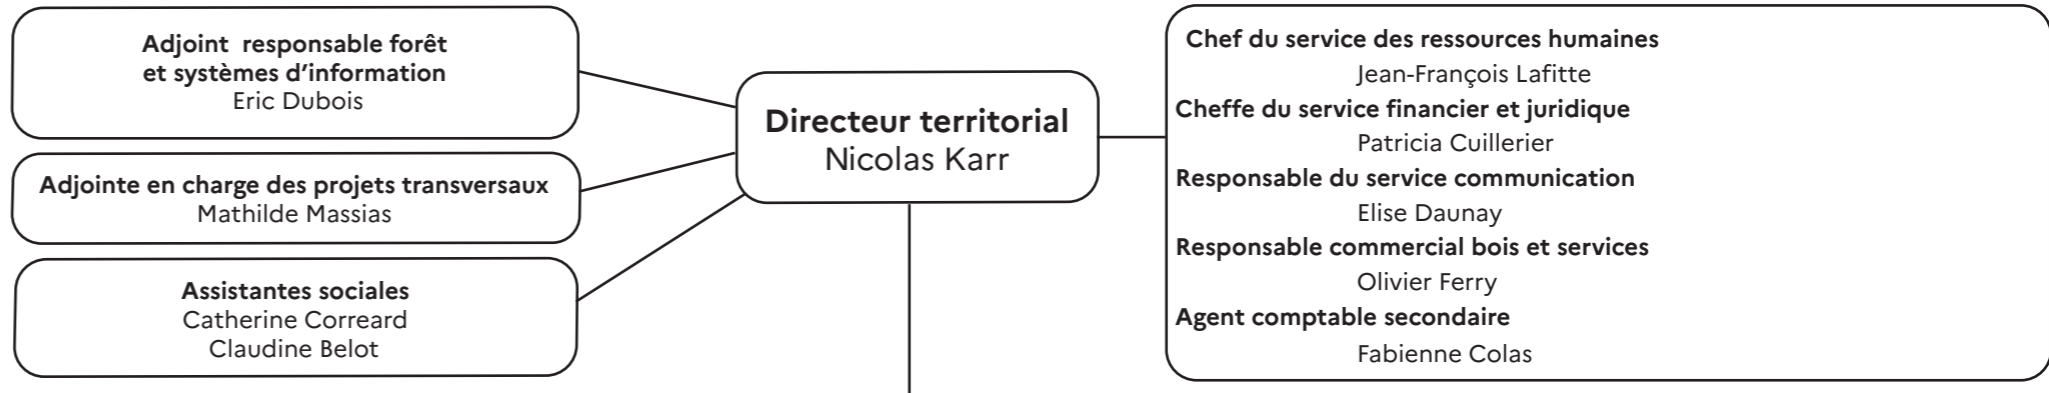 Adjoint responsable forêt
et systèmes d'information
Eric Dubois
Adjointe en charge des projets transversaux
Mathilde Massias
Assistantes sociales
Catherine Correard
Claudine Belot
Directeur territorial
Nicolas Karr
Chef du service des ressources humaines
Jean-François Lafitte
Cheffe du service financier et juridique
Patricia Cuillerier
Responsable du service communication
Elise Daunay
Responsable commercial bois et services
Olivier Ferry
Agent comptable secondaire
Fabienne Colas